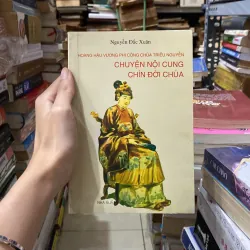 Nguyễn Đắc Xuân
HOÀNG HẬU VƯƠNG PHI CÔNG CHÚA TRIỀU NGUYỄN
CHUYỆN NỘI CUNG
CHÍN ĐỜI CHÚA